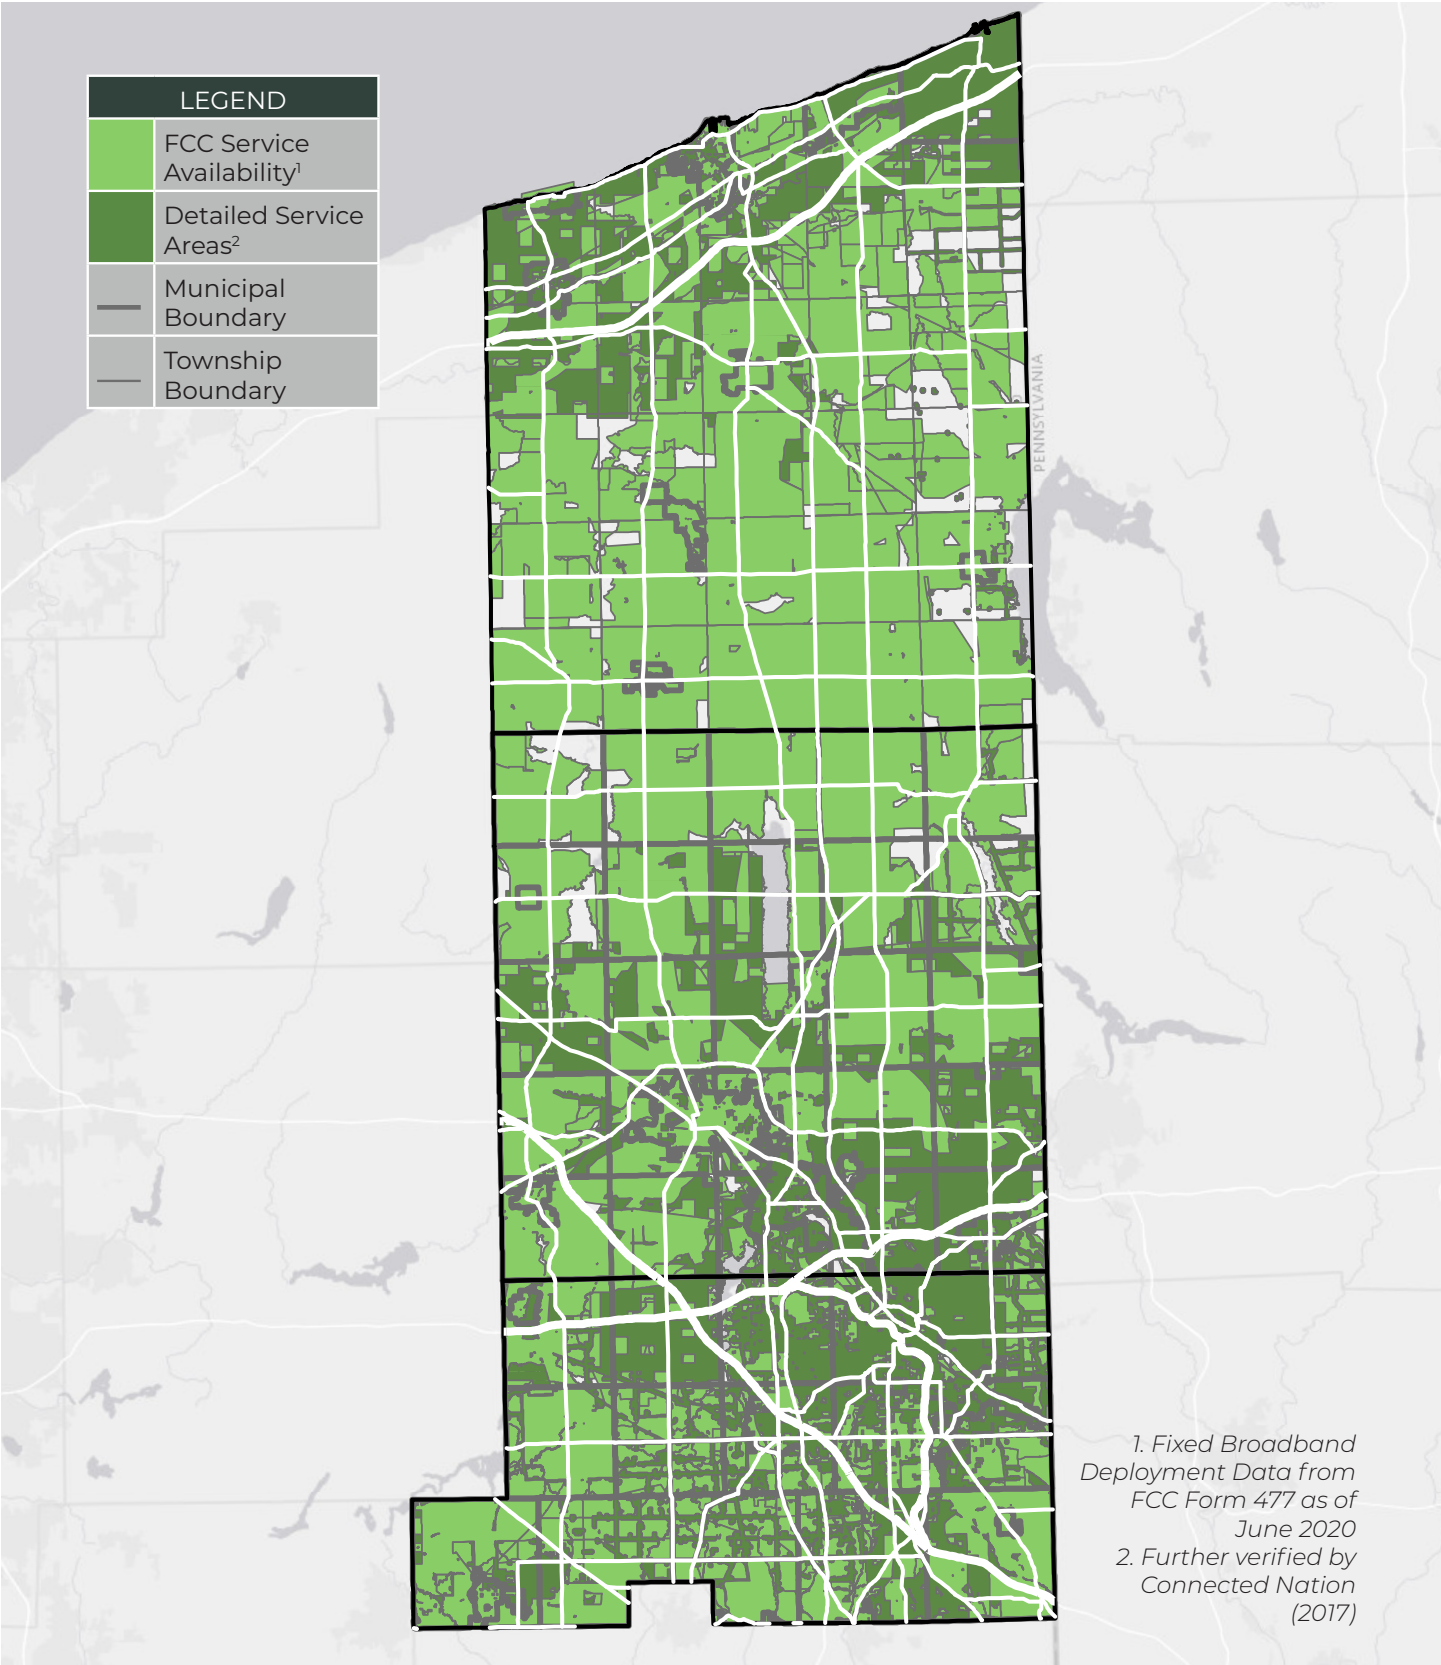 LEGEND
FCC Service
Availability¹
Detailed Service
Areas²
Municipal
Boundary
Township
Boundary
PENNSYLVANIA
1. Fixed Broadband
Deployment Data from
FCC Form 477 as of
June 2020
2. Further verified by
Connected Nation
(2017)